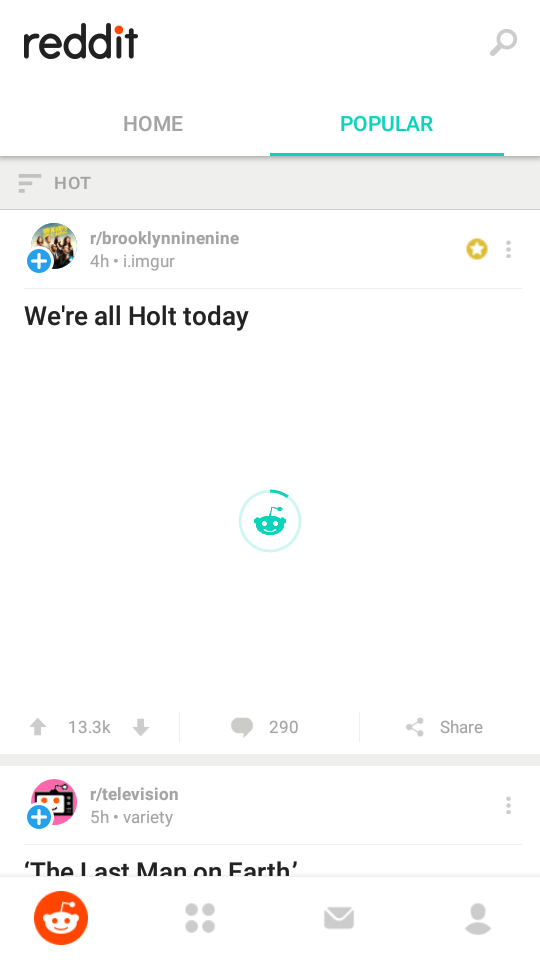 reddit
HOME
POPULAR
HOT
r/brooklynninenine
4h • i.imgur
We're all Holt today
13.3k
290
Share
r/television
5h • variety
‘The Last Man on Earth’